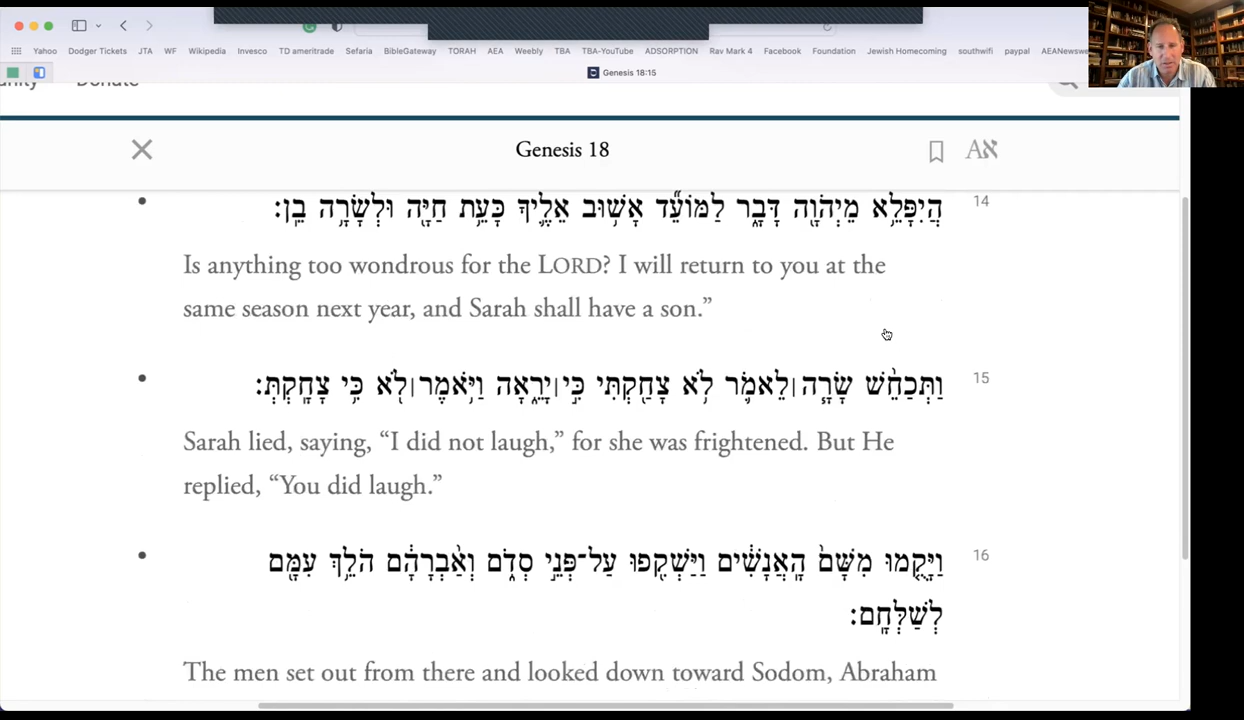 Yahoo Dodger Tickets JTA WF Wikipedia Invesco TD ameritrade Sefaria BibleGateway TORAH AEA Weebly TBA TBA-YouTube ADSORPTION Rav Mark 4 Facebook Foundation Jewish Homecoming southwifi paypal
Genesis 18:15
Donate
Genesis 18
Aא
14
הֲיִפָּלֵ֥א מֵיְהֹוָ֖ה דָּבָ֑ר לַמּוֹעֵ֞ד אָשׁ֥וּב אֵלֶ֛יךָ כָּעֵ֥ת חַיָּ֖ה וּלְשָׂרָ֥ה בֵֽן׃
Is anything too wondrous for the LORD? I will return to you at the
same season next year, and Sarah shall have a son.”
15
וַתְּכַחֵ֨שׁ שָׂרָ֧ה ׀ לֵאמֹ֛ר לֹ֥א צָחַ֖קְתִּי כִּ֣י ׀ יָרֵ֑אָה וַיֹּ֥אמֶר ׀ לֹ֖א כִּ֥י צָחָֽקְתְּ׃
Sarah lied, saying, “I did not laugh,” for she was frightened. But He
replied, “You did laugh.”
16
וַיָּקֻ֤מוּ מִשָּׁם֙ הָֽאֲנָשִׁ֔ים וַיַּשְׁקִ֖פוּ עַל־פְּנֵ֣י סְדֹ֑ם וְאַ֨בְרָהָ֔ם הֹלֵ֥ךְ עִמָּ֖ם
לְשַׁלְּחָֽם׃
The men set out from there and looked down toward Sodom, Abraham